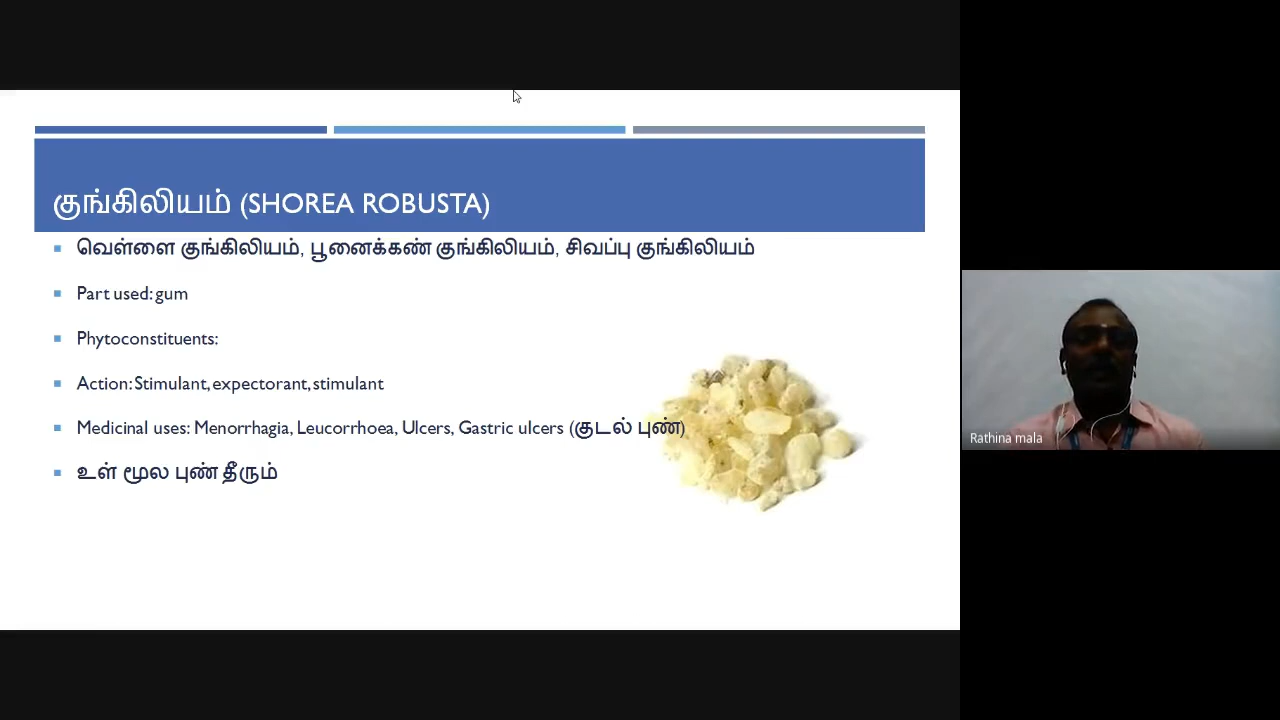 குங்கிலியம் (SHOREA ROBUSTA)
வெள்ளை குங்கிலியம், பூனைக்கண் குங்கிலியம், சிவப்பு குங்கிலியம்
Part used: gum
Phytoconstituents:
Action: Stimulant, expectorant, stimulant
Medicinal uses: Menorrhagia, Leucorrhoea, Ulcers, Gastric ulcers (குடல் புண்)
உள் மூல புண் தீரும்
Rathina mala